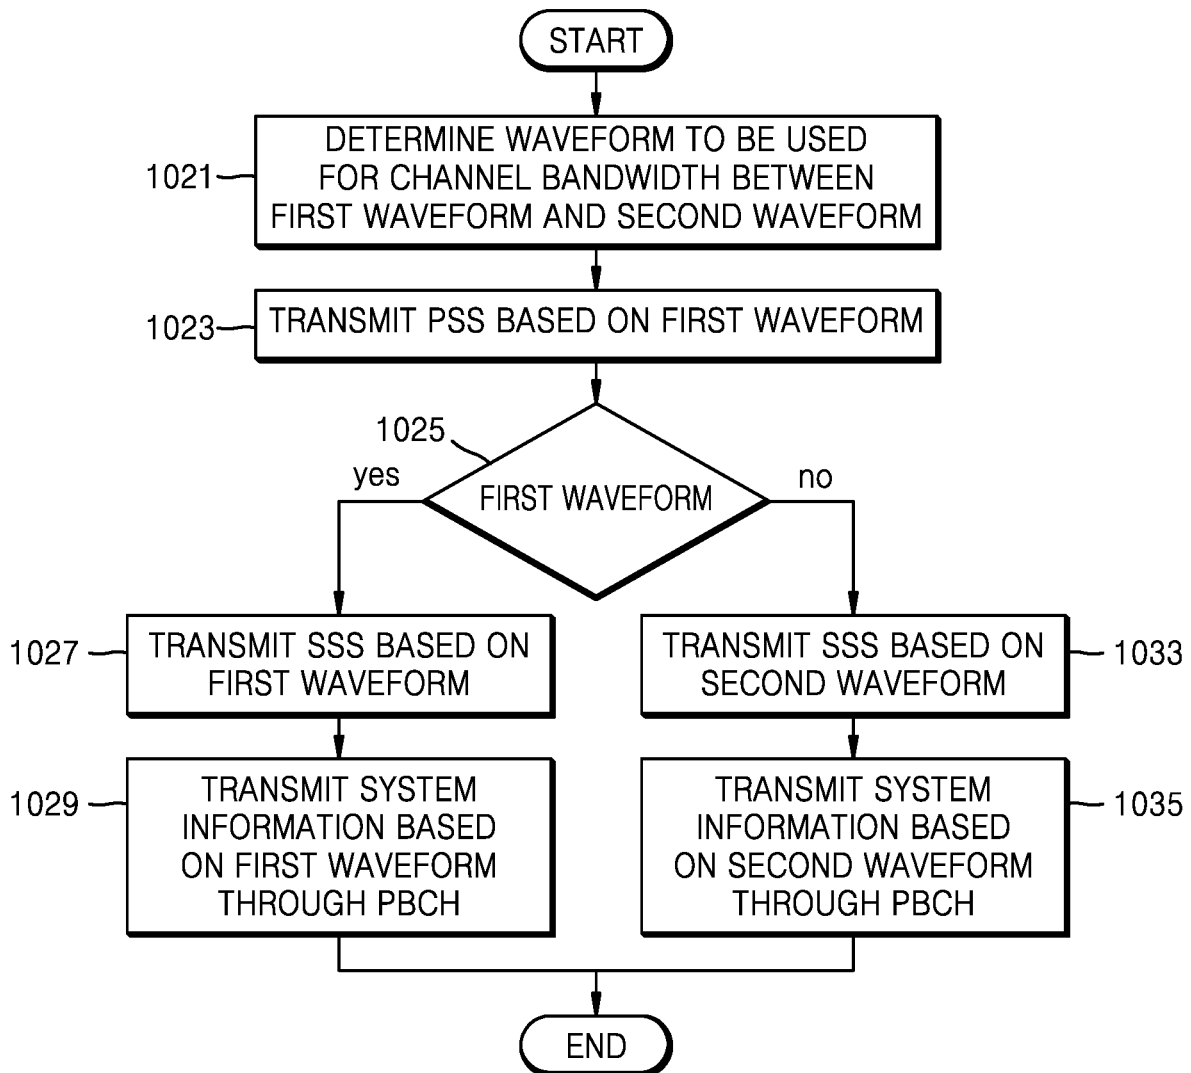 START
1021
DETERMINE WAVEFORM TO BE USED
FOR CHANNEL BANDWIDTH BETWEEN
FIRST WAVEFORM AND SECOND WAVEFORM
1023
TRANSMIT PSS BASED ON FIRST WAVEFORM
1025
yes
FIRST WAVEFORM
no
1027
TRANSMIT SSS BASED ON
FIRST WAVEFORM
TRANSMIT SSS BASED ON
SECOND WAVEFORM
1033
1029
TRANSMIT SYSTEM
INFORMATION BASED
ON FIRST WAVEFORM
THROUGH PBCH
TRANSMIT SYSTEM
INFORMATION BASED
ON SECOND WAVEFORM
THROUGH PBCH
1035
END